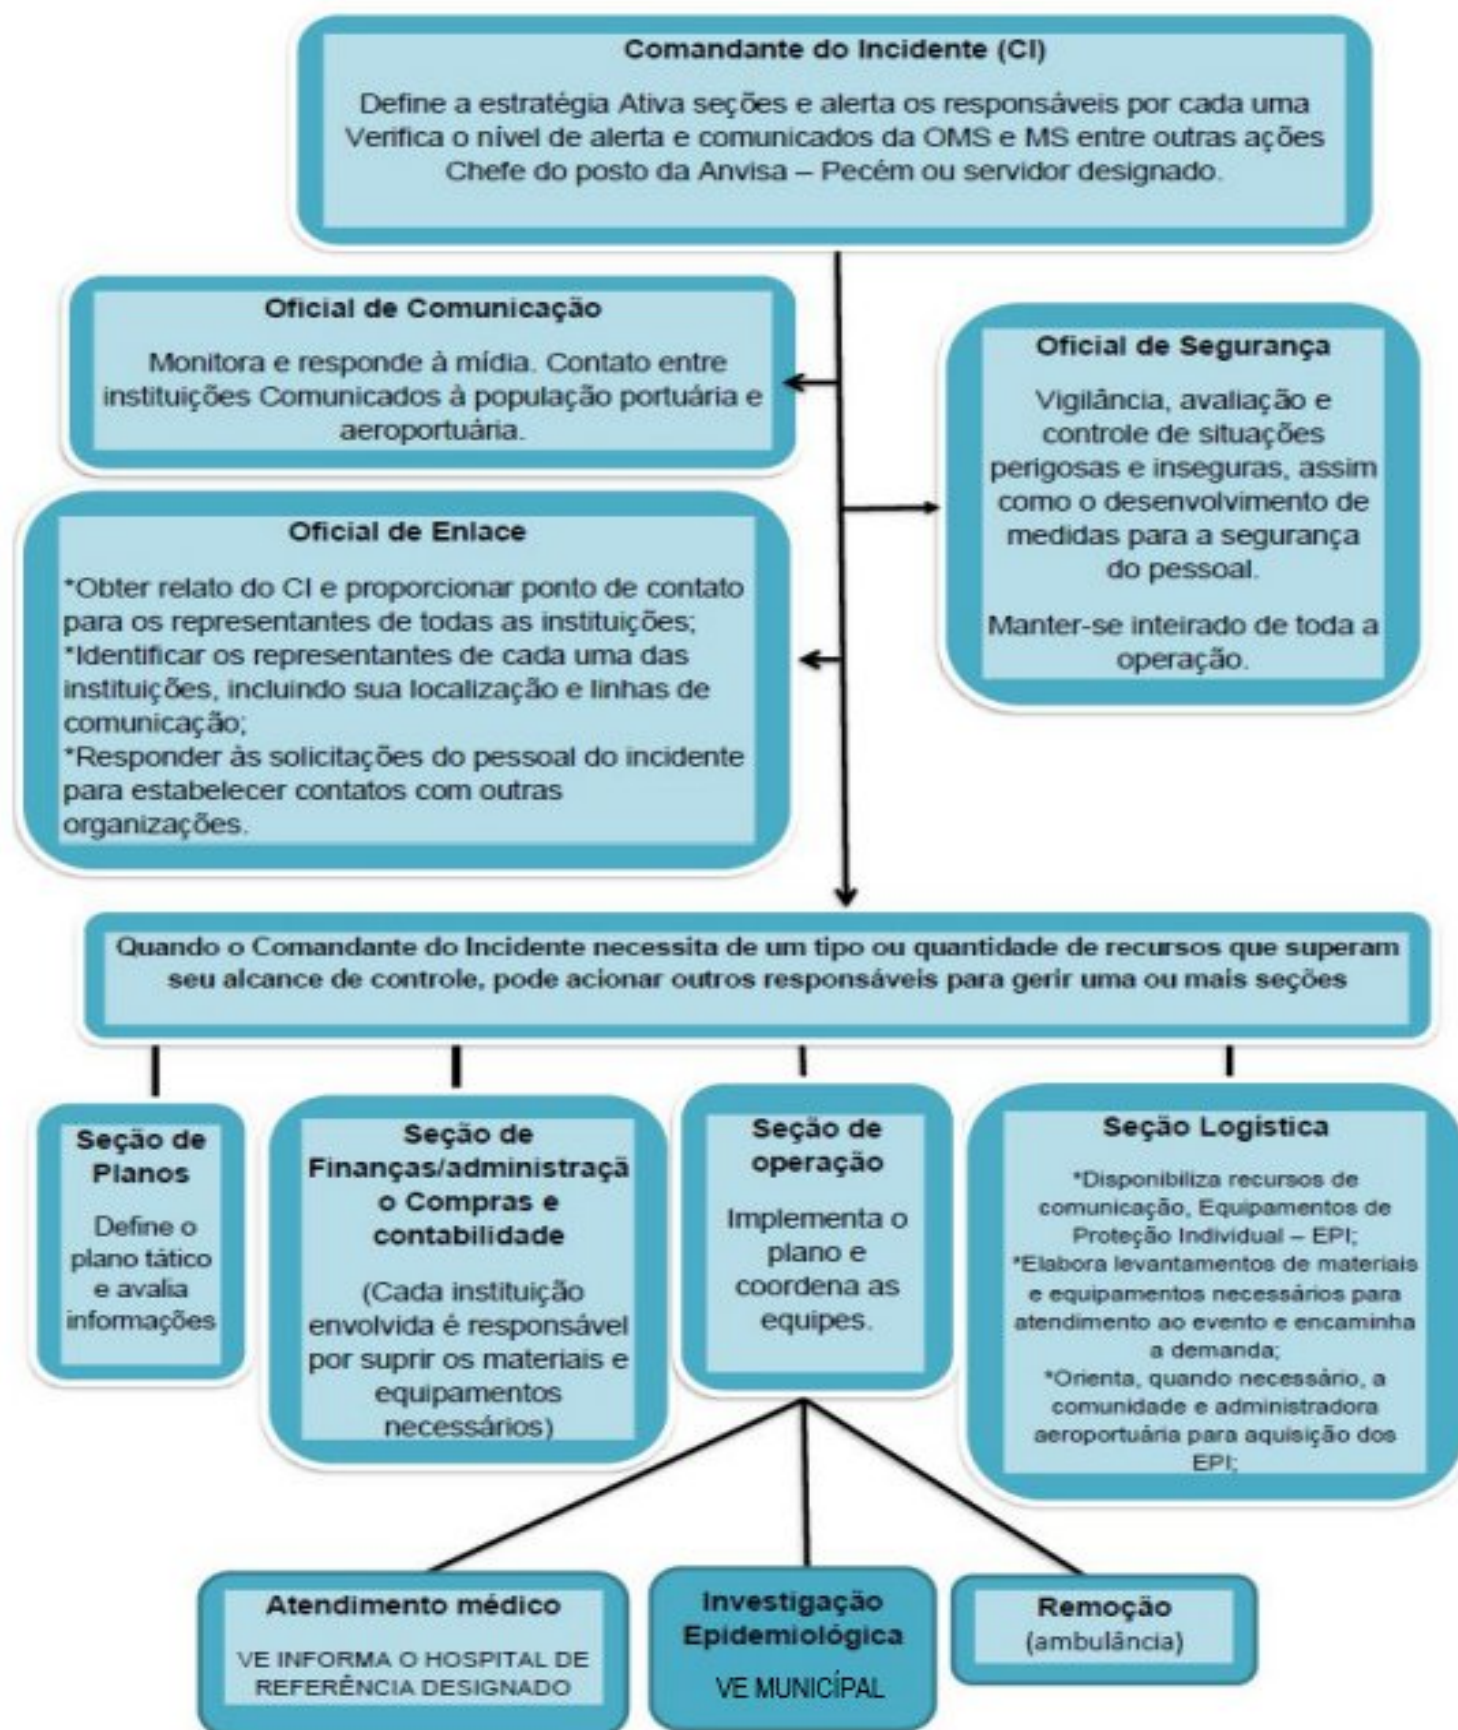 Comandante do Incidente (CI)
Define a estratégia Ativa seções e alerta os responsáveis por cada uma
Verifica o nível de alerta e comunicados da OMS e MS entre outras ações
Chefe do posto da Anvisa – Pecém ou servidor designado.
Oficial de Comunicação
Monitora e responde à mídia. Contato entre
instituições Comunicados à população portuária e
aeroportuária.
Oficial de Segurança
Vigilância, avaliação e
controle de situações
perigosas e inseguras, assim
como o desenvolvimento de
medidas para a segurança
do pessoal.
Manter-se inteirado de toda a
operação.
Oficial de Enlace
*Obter relato do CI e proporcionar ponto de contato
para os representantes de todas as instituições;
*Identificar os representantes de cada uma das
instituições, incluindo sua localização e linhas de
comunicação;
*Responder às solicitações do pessoal do incidente
para estabelecer contatos com outras
organizações.
Quando o Comandante do Incidente necessita de um tipo ou quantidade de recursos que superam
seu alcance de controle, pode acionar outros responsáveis para gerir uma ou mais seções
Seção de
Planos
Define o
plano tático
e avalia
informações
Seção de
Finanças/administraçã
o Compras e
contabilidade
(Cada instituição
envolvida é responsável
por suprir os materiais e
equipamentos
necessários)
Seção de
operação
Implementa o
plano e
coordena as
equipes.
Seção Logística
*Disponibiliza recursos de
comunicação, Equipamentos de
Proteção Individual – EPI;
*Elabora levantamentos de materiais
e equipamentos necessários para
atendimento ao evento e encaminha
a demanda;
*Orienta, quando necessário, a
comunidade e administradora
aeroportuária para aquisição dos
EPI;
Atendimento médico
VE INFORMA O HOSPITAL DE
REFERÊNCIA DESIGNADO
Investigação
Epidemiológica
VE MUNICÍPAL
Remoção
(ambulância)